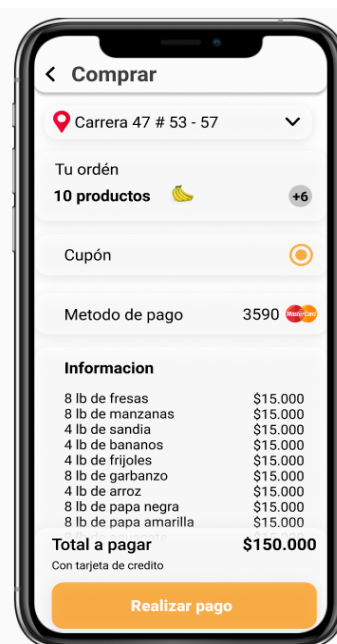 Comprar
Carrera 47 # 53 - 57
Tu ordén
10 productos +6
Cupón
Metodo de pago 3590 MasterCard
Informacion
8 lb de fresas $15.000
8 lb de manzanas $15.000
4 lb de sandia $15.000
4 lb de bananos $15.000
4 lb de frijoles $15.000
8 lb de garbanzo $15.000
4 lb de arroz $15.000
8 lb de papa negra $15.000
8 lb de papa amarilla $15.000
Total a pagar $150.000
Con tarjeta de credito
Realizar pago